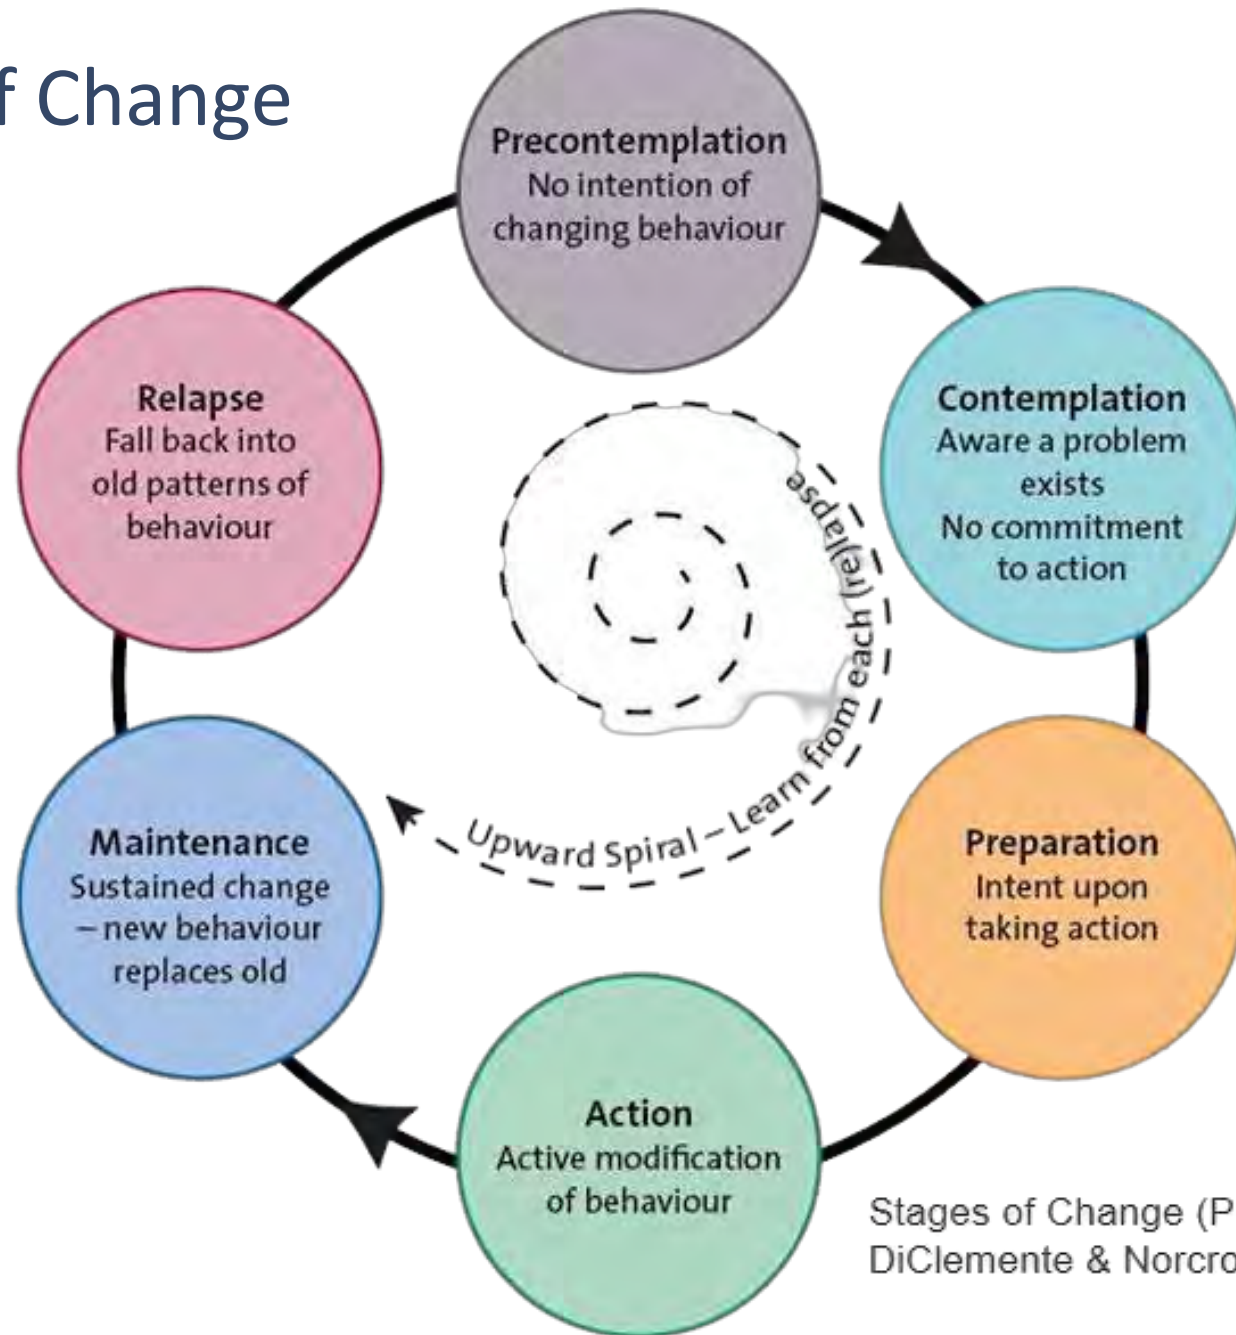 f Change
Precontemplation
No intention of
changing behaviour
Contemplation
Aware a problem
exists
No commitment
to action
Preparation
Intent upon
taking action
Action
Active modification
of behaviour
Maintenance
Sustained change
– new behaviour
replaces old
Relapse
Fall back into
old patterns of
behaviour
Upward Spiral – Learn from each (re)lapse
Stages of Change (P
DiClemente & Norcro